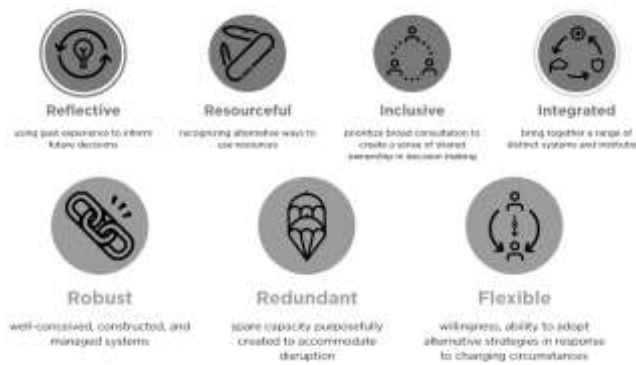 Reflective
using past experience to inform
future decisions
Resourceful
recognizing alternative ways to
use resources
Inclusive
prioritize broad consultation to
create a sense of shared
ownership in decision making
Integrated
bring together a range of
distinct systems and institutions
Robust
well-conceived, constructed, and
managed systems
Redundant
spare capacity purposefully
created to accommodate
disruption
Flexible
willingness, ability to adopt
alternative strategies in response
to changing circumstances